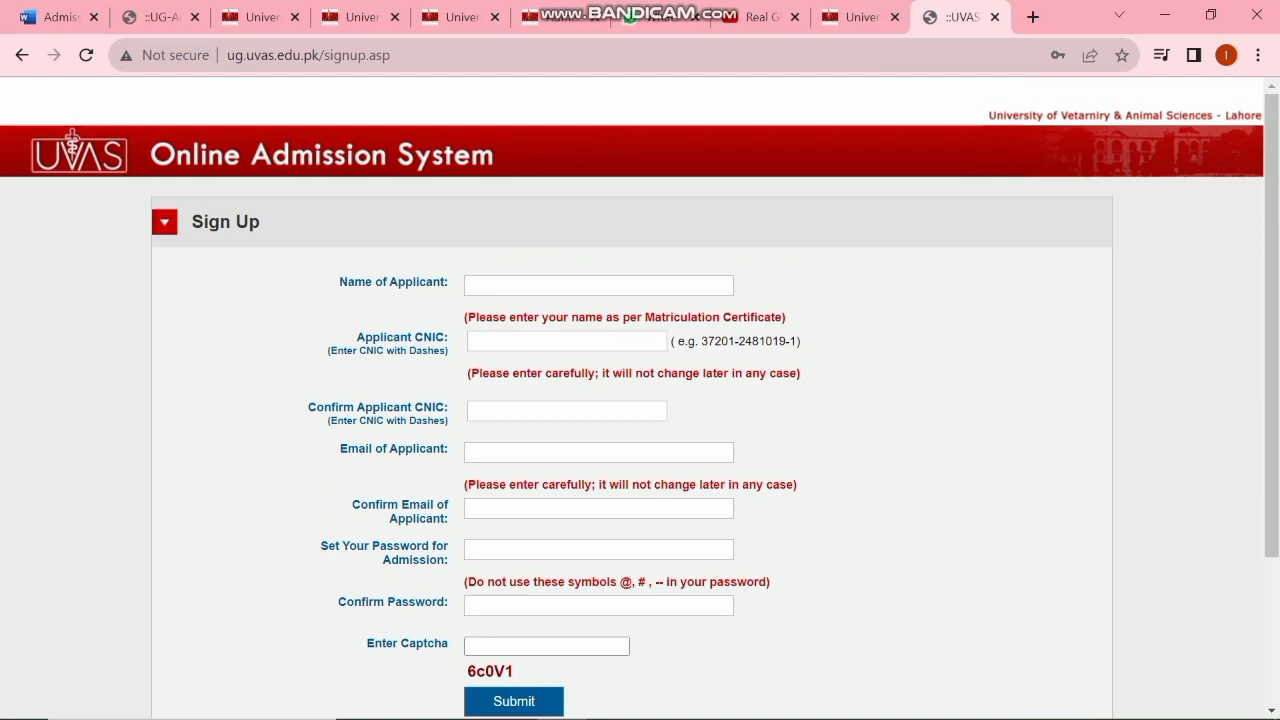 Admiss
UG-A
Univer
Univer
Univer
www.BANDICAM.com
Real G
Univer
::UVAS
Not secure
ug.uvas.edu.pk/signup.asp
I
University of Vetarniry & Animal Sciences - Lahore
UVAS
Online Admission System
Sign Up
Name of Applicant:
(Please enter your name as per Matriculation Certificate)
Applicant CNIC:
( e.g. 37201-2481019-1)
(Enter CNIC with Dashes)
(Please enter carefully; it will not change later in any case)
Confirm Applicant CNIC:
(Enter CNIC with Dashes)
Email of Applicant:
(Please enter carefully; it will not change later in any case)
Confirm Email of
Applicant:
Set Your Password for
Admission:
(Do not use these symbols @, # , -- in your password)
Confirm Password:
Enter Captcha
6c0V1
Submit